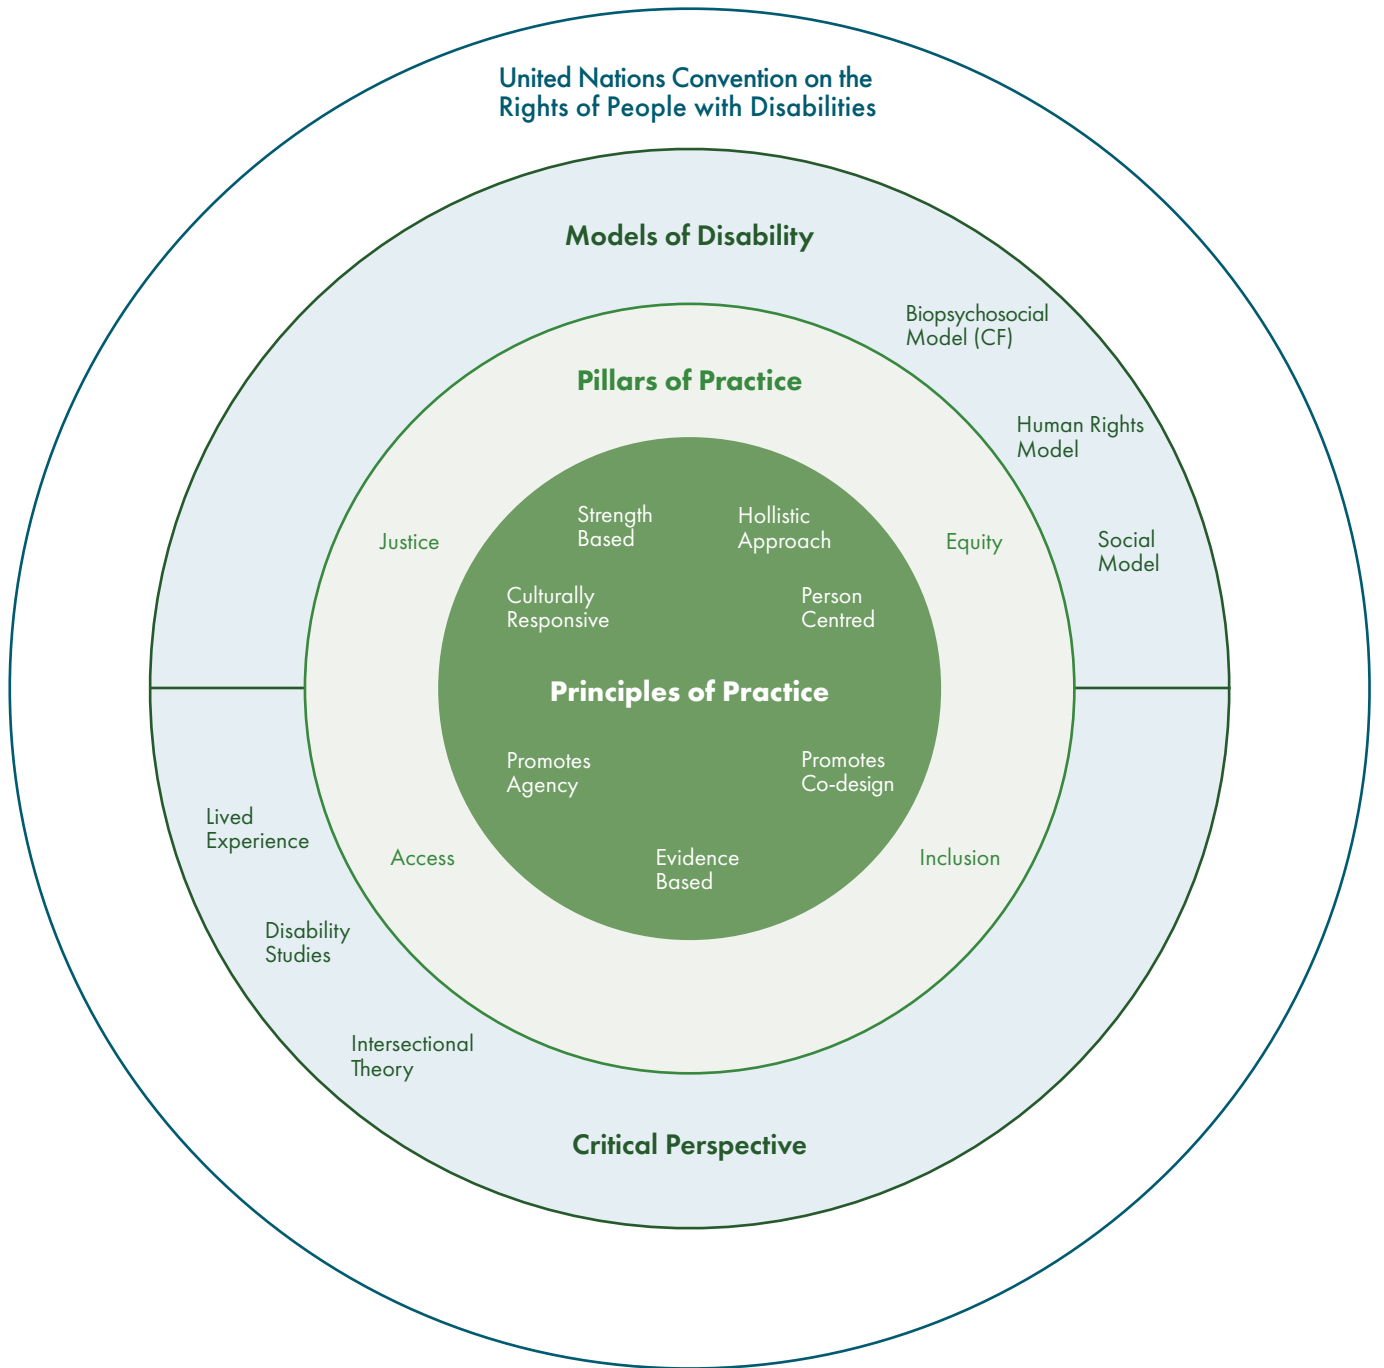 United Nations Convention on the
Rights of People with Disabilities
Models of Disability
Biopsychosocial
Model (CF)
Human Rights
Model
Social
Model
Pillars of Practice
Justice
Equity
Access
Inclusion
Strength
Based
Hollistic
Approach
Culturally
Responsive
Person
Centred
Principles of Practice
Promotes
Agency
Promotes
Co-design
Evidence
Based
Lived
Experience
Disability
Studies
Intersectional
Theory
Critical Perspective